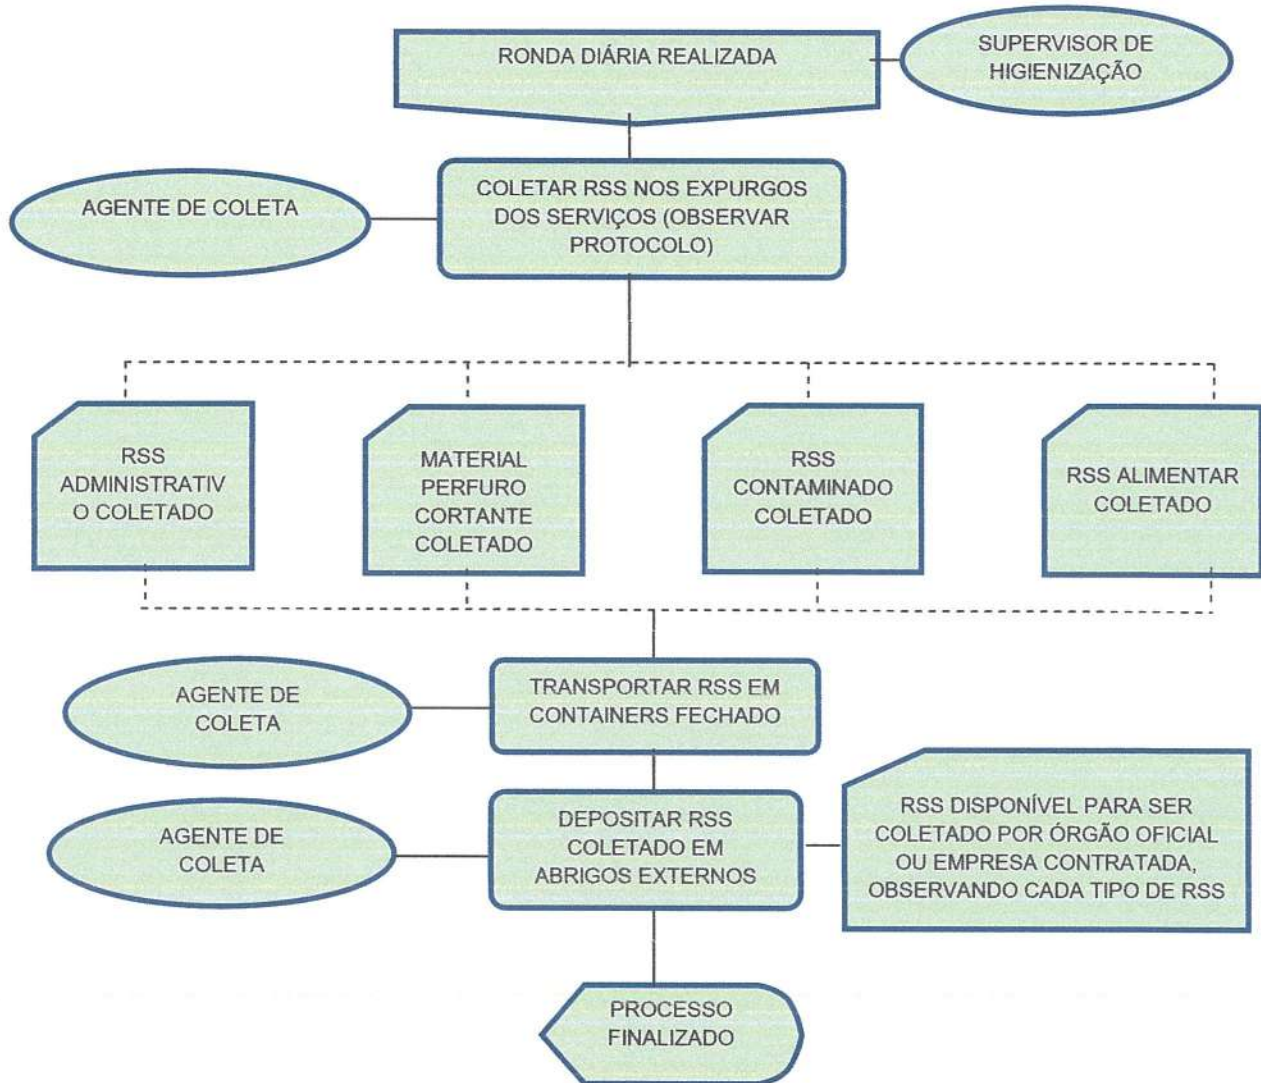 RONDA DIÁRIA REALIZADA
SUPERVISOR DE
HIGIENIZAÇÃO
AGENTE DE COLETA
COLETAR RSS NOS EXPURGOS
DOS SERVIÇOS (OBSERVAR
PROTOCOLO)
RSS
ADMINISTRATIV
O COLETADO
MATERIAL
PERFURO
CORTANTE
COLETADO
RSS
CONTAMINADO
COLETADO
RSS ALIMENTAR
COLETADO
AGENTE DE
COLETA
TRANSPORTAR RSS EM
CONTAINERS FECHADO
AGENTE DE
COLETA
DEPOSITAR RSS
COLETADO EM
ABRIGOS EXTERNOS
RSS DISPONÍVEL PARA SER
COLETADO POR ÓRGÃO OFICIAL
OU EMPRESA CONTRATADA,
OBSERVANDO CADA TIPO DE RSS
PROCESSO
FINALIZADO